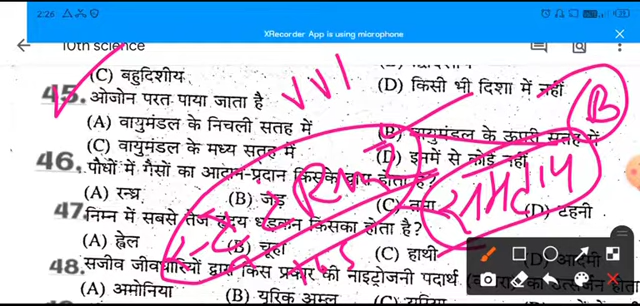 2:26
XRecorder App is using microphone
10th science
(C) बहुदिशीय
(D) किसी भी दिशा में नहीं
45. ओजोन परत पाया जाता है
(A) वायुमंडल के निचली सतह में
(B) वायुमंडल के ऊपरी सतह में
(C) वायुमंडल के मध्य सतह में
(D) इनमें से कोई नहीं
46. पौधों में गैसों का आदान-प्रदान किसके द्वारा होता है?
(A) रन्ध्र
(B) जड़
(C) तना
(D) टहनी
47. निम्न में सबसे तेज हृदय धड़कन किसका होता है?
(A) ह्वेल
(B) चूहा
(C) हाथी
(D) आदमी
48. सजीव जीवधारियों द्वारा किस प्रकार की नाइट्रोजनी पदार्थ
(A) अमोनिया
(B) यूरिक अम्ल
(C) यूरिया
VVI
B